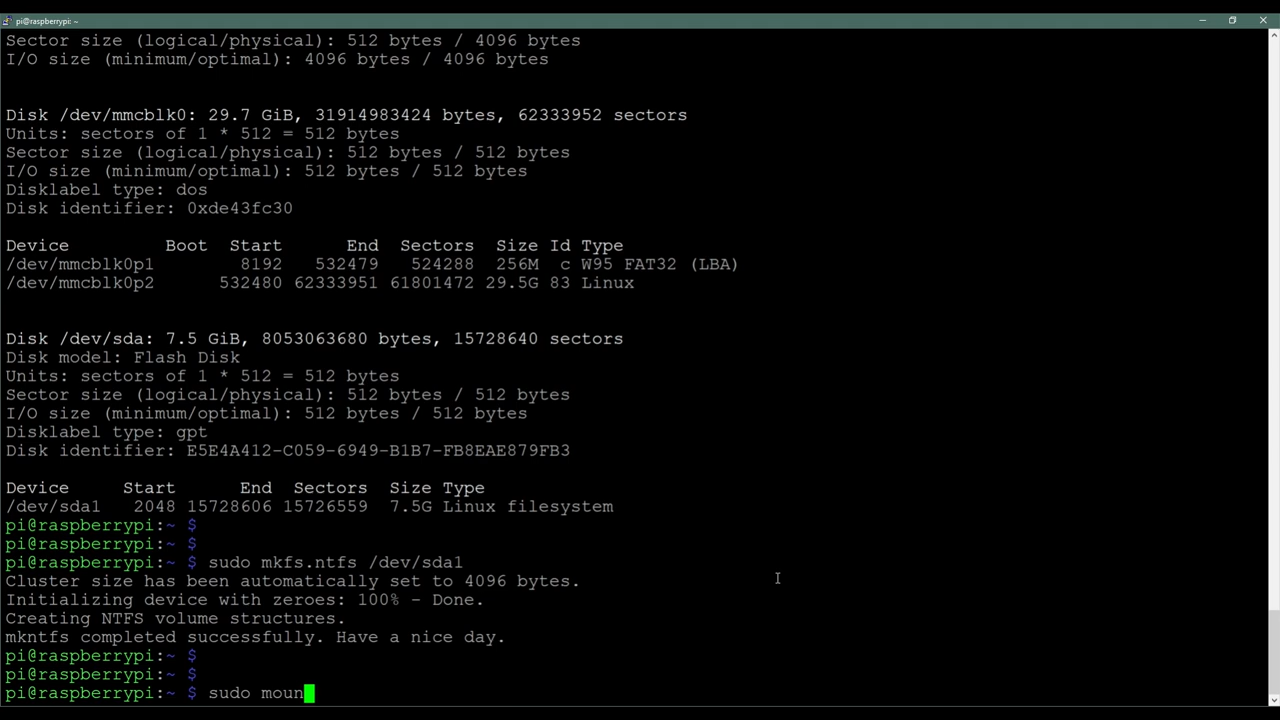 pi@raspberrypi: ~
Sector size (logical/physical): 512 bytes / 4096 bytes
I/O size (minimum/optimal): 4096 bytes / 4096 bytes
Disk /dev/mmcblk0: 29.7 GiB, 31914983424 bytes, 62333952 sectors
Units: sectors of 1 * 512 = 512 bytes
Sector size (logical/physical): 512 bytes / 512 bytes
I/O size (minimum/optimal): 512 bytes / 512 bytes
Disklabel type: dos
Disk identifier: 0xde43fc30
Device Boot Start End Sectors Size Id Type
/dev/mmcblk0p1 8192 532479 524288 256M c W95 FAT32 (LBA)
/dev/mmcblk0p2 532480 62333951 61801472 29.5G 83 Linux
Disk /dev/sda: 7.5 GiB, 8053063680 bytes, 15728640 sectors
Disk model: Flash Disk
Units: sectors of 1 * 512 = 512 bytes
Sector size (logical/physical): 512 bytes / 512 bytes
I/O size (minimum/optimal): 512 bytes / 512 bytes
Disklabel type: gpt
Disk identifier: E5E4A412-C059-6949-B1B7-FB8EAE879FB3
Device Start End Sectors Size Type
/dev/sda1 2048 15728606 15726559 7.5G Linux filesystem
pi@raspberrypi:~ $
pi@raspberrypi:~ $
pi@raspberrypi:~ $ sudo mkfs.ntfs /dev/sda1
Cluster size has been automatically set to 4096 bytes.
Initializing device with zeroes: 100% - Done.
Creating NTFS volume structures.
mkntfs completed successfully. Have a nice day.
pi@raspberrypi:~ $
pi@raspberrypi:~ $
pi@raspberrypi:~ $ sudo moun